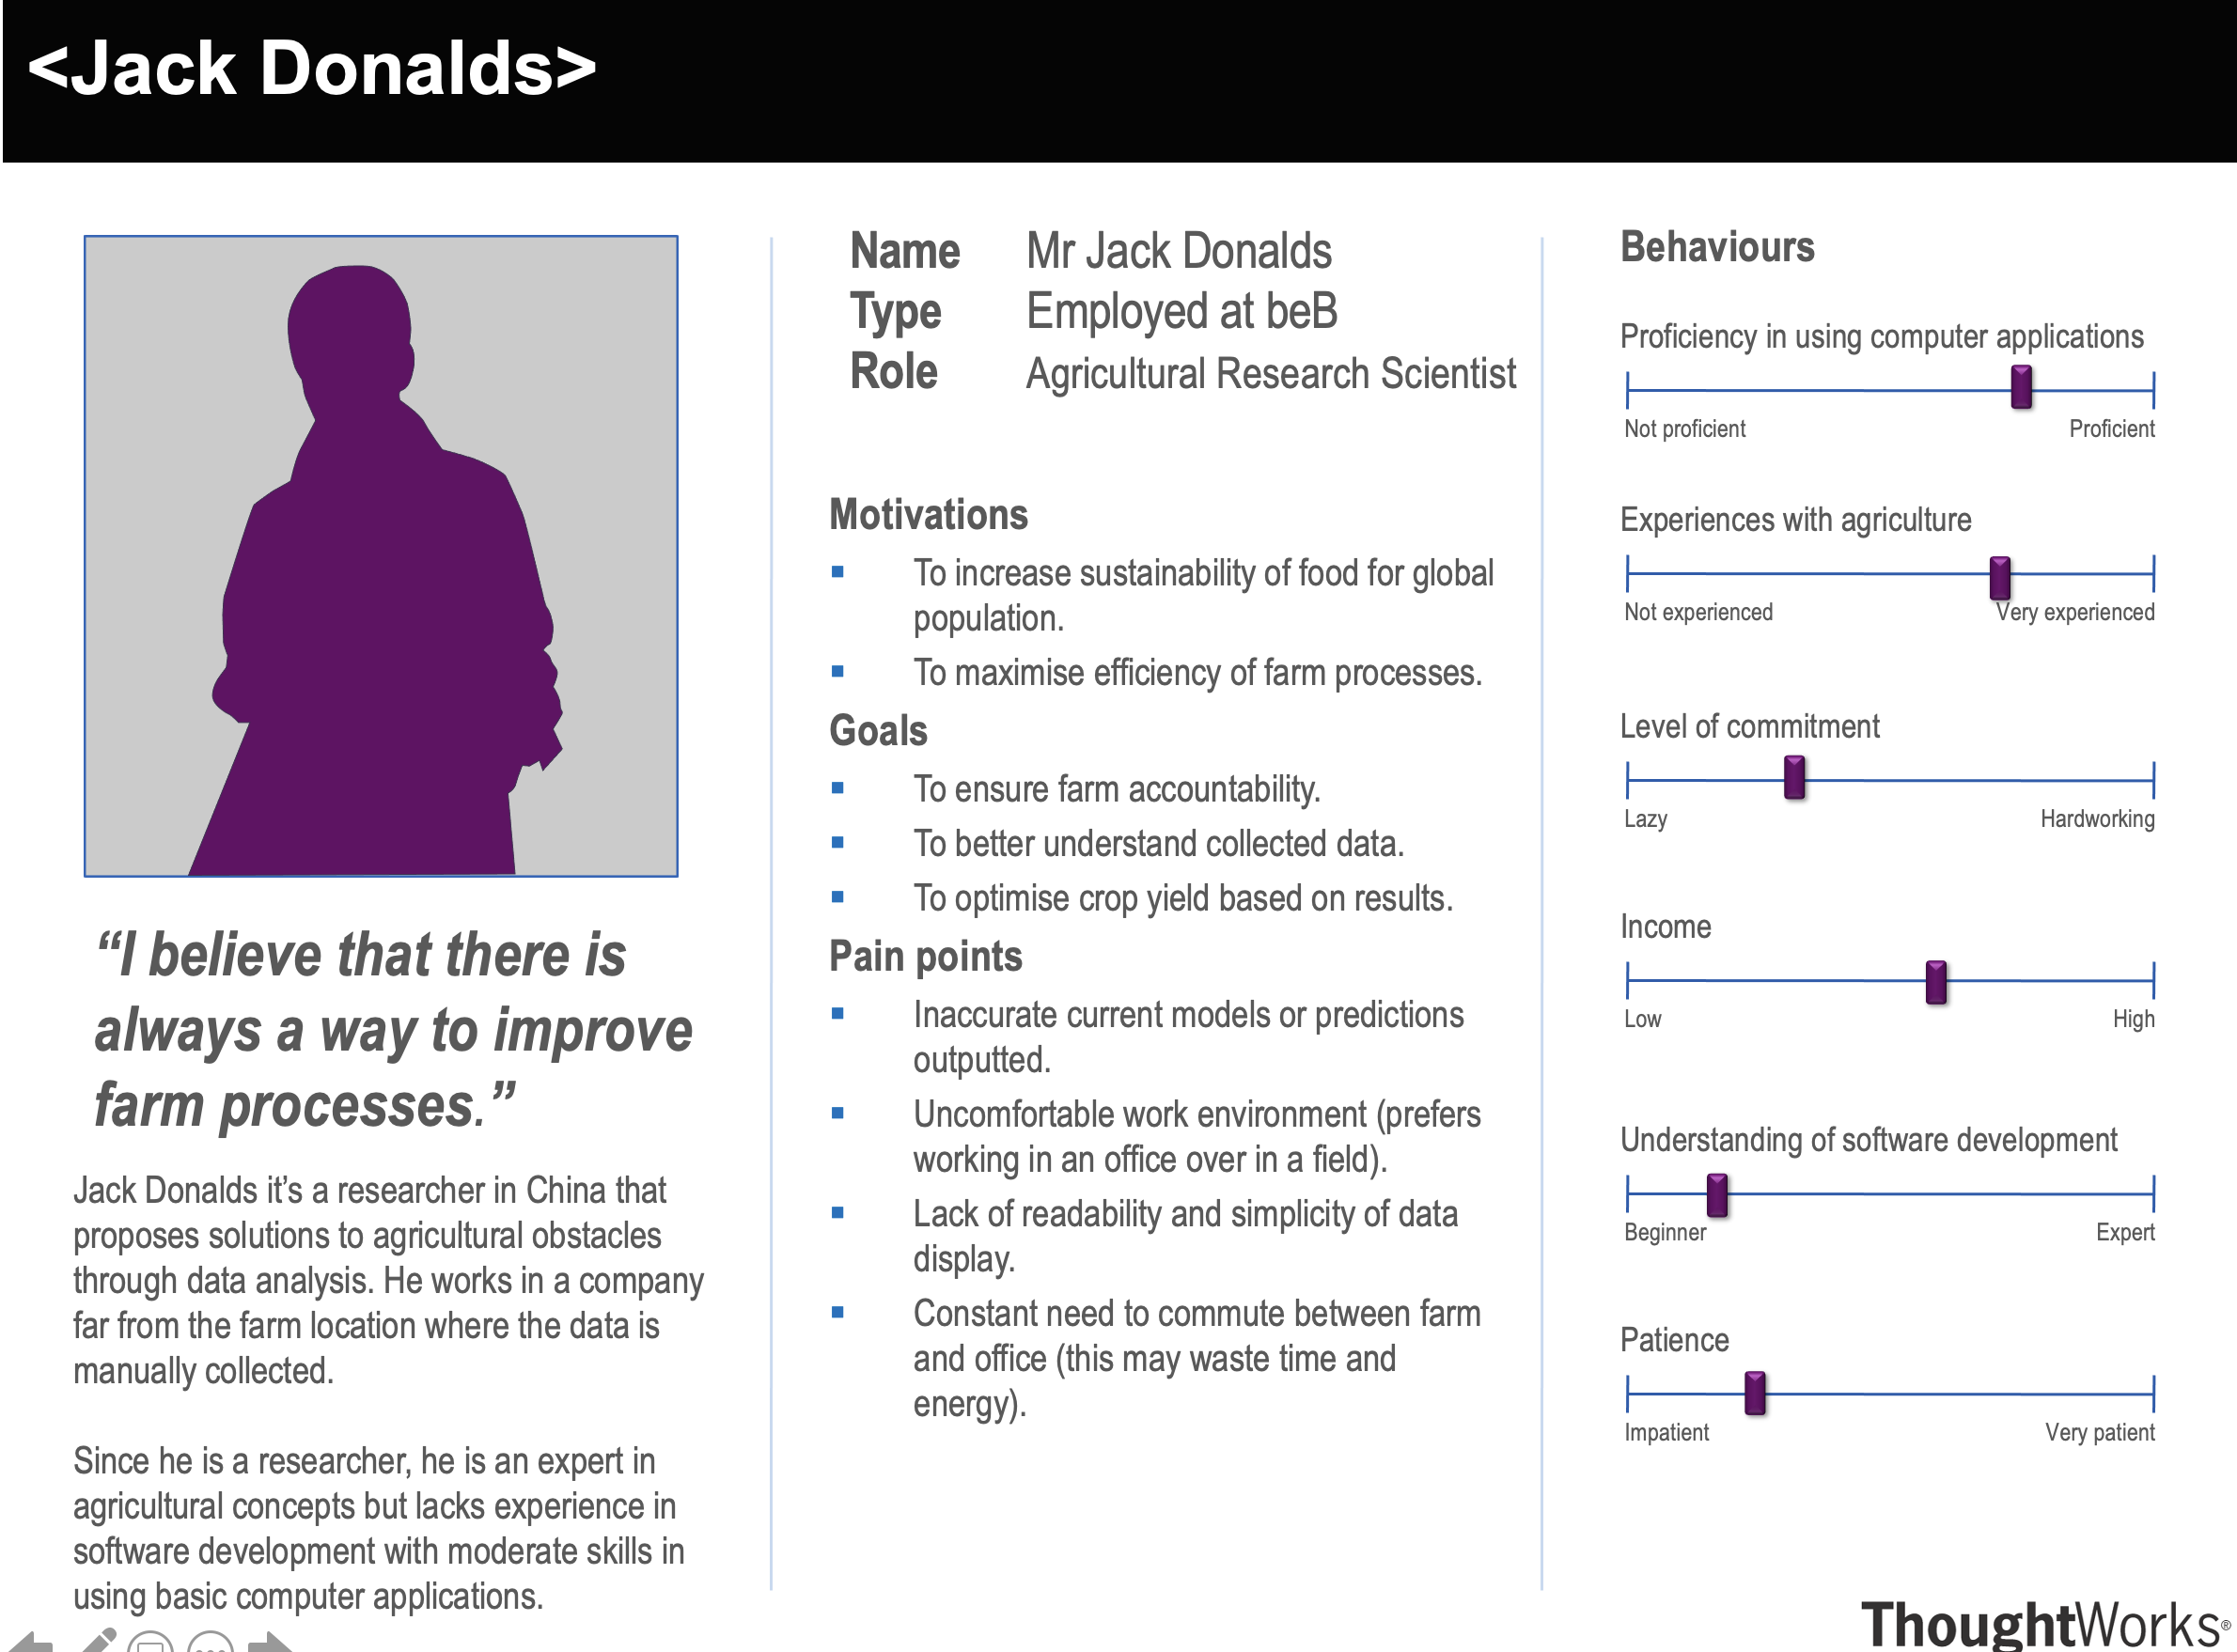 <Jack Donalds>
“I believe that there is
always a way to improve
farm processes.”
Jack Donalds it’s a researcher in China that
proposes solutions to agricultural obstacles
through data analysis. He works in a company
far from the farm location where the data is
manually collected.
Since he is a researcher, he is an expert in
agricultural concepts but lacks experience in
software development with moderate skills in
using basic computer applications.
Name Mr Jack Donalds
Type Employed at beB
Role Agricultural Research Scientist
Motivations
▪ To increase sustainability of food for global
population.
▪ To maximise efficiency of farm processes.
Goals
▪ To ensure farm accountability.
▪ To better understand collected data.
▪ To optimise crop yield based on results.
Pain points
▪ Inaccurate current models or predictions
outputted.
▪ Uncomfortable work environment (prefers
working in an office over in a field).
▪ Lack of readability and simplicity of data
display.
▪ Constant need to commute between farm
and office (this may waste time and
energy).
Behaviours
Proficiency in using computer applications
Not proficient Proficient
Experiences with agriculture
Not experienced Very experienced
Level of commitment
Lazy Hardworking
Income
Low High
Understanding of software development
Beginner Expert
Patience
Impatient Very patient
ThoughtWorks®